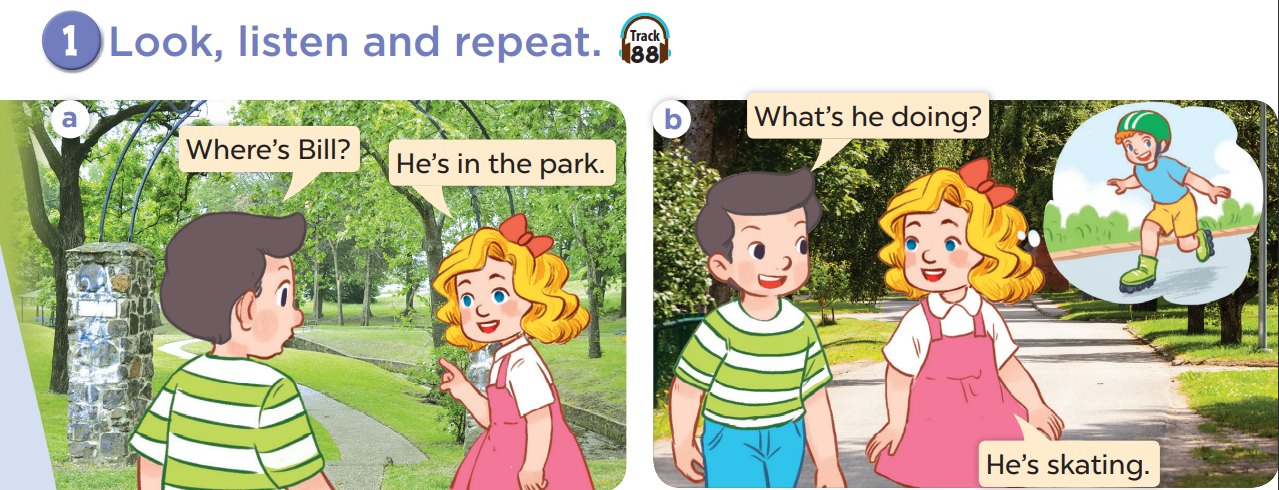 1 Look, listen and repeat. Track 88
a
Where's Bill?
He's in the park.
b
What's he doing?
He's skating.